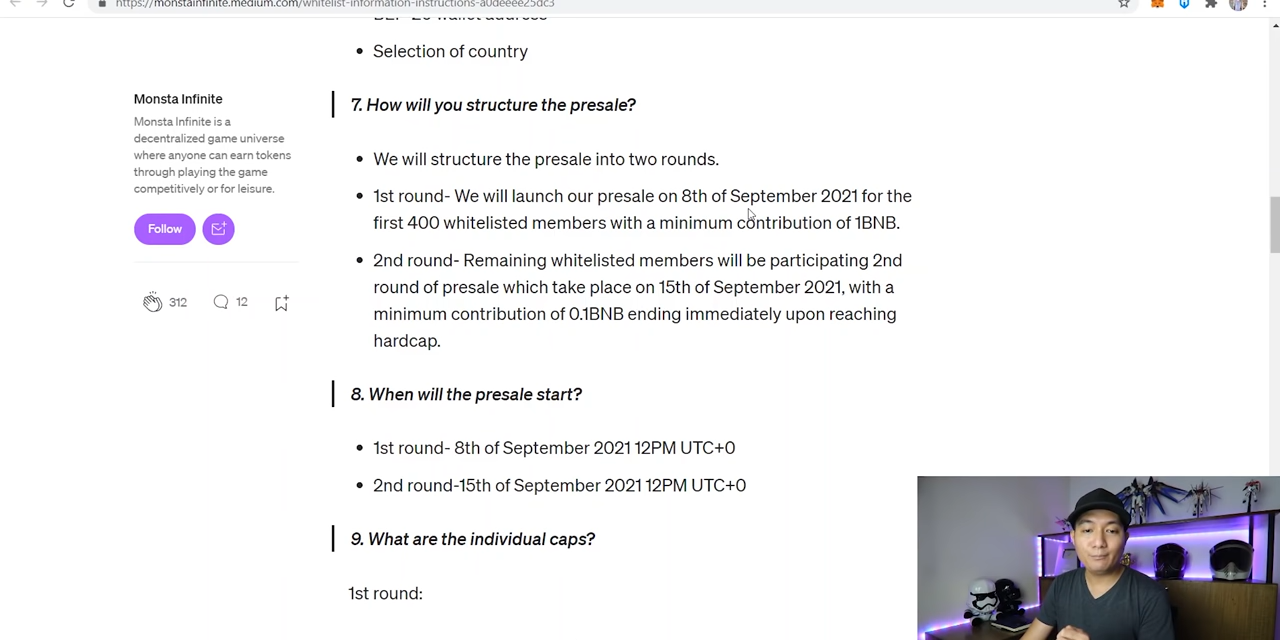 https://monstainfinite.medium.com/whitelist-information-instructions-a0deeee25dc3
BEP-20 wallet address
• Selection of country
Monsta Infinite
Monsta Infinite is a
decentralized game universe
where anyone can earn tokens
through playing the game
competitively or for leisure.
Follow
312
12
7. How will you structure the presale?
• We will structure the presale into two rounds.
• 1st round- We will launch our presale on 8th of September 2021 for the
first 400 whitelisted members with a minimum contribution of 1BNB.
• 2nd round- Remaining whitelisted members will be participating 2nd
round of presale which take place on 15th of September 2021, with a
minimum contribution of 0.1BNB ending immediately upon reaching
hardcap.
8. When will the presale start?
• 1st round- 8th of September 2021 12PM UTC+0
• 2nd round-15th of September 2021 12PM UTC+0
9. What are the individual caps?
1st round: